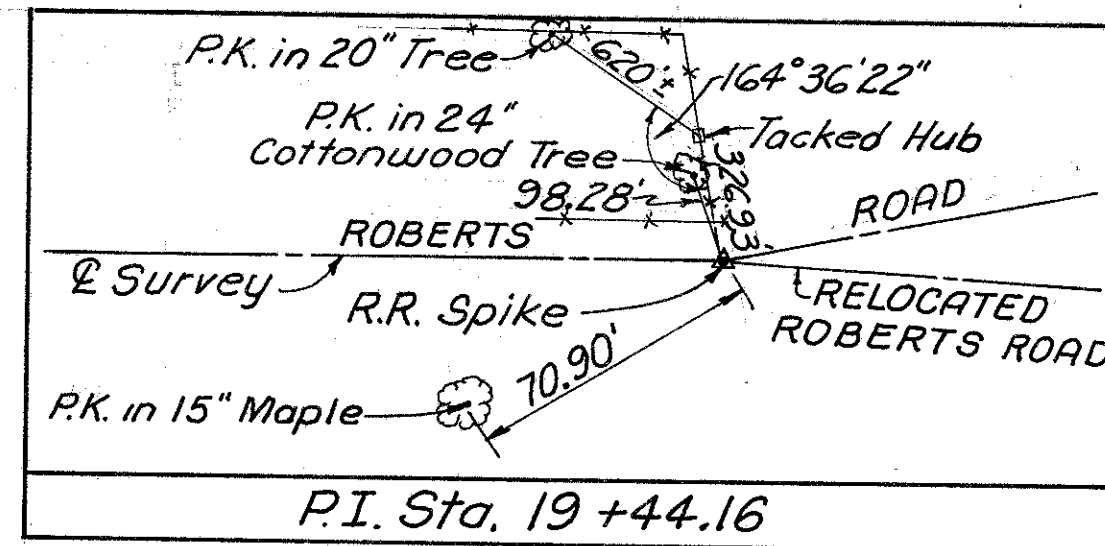 P.K. in 20" Tree
620'±
164°36'22"
P.K. in 24"
Cottonwood Tree
Tacked Hub
326.93'
98.28'
ROAD
ROBERTS
℄ Survey
R.R. Spike
RELOCATED
ROBERTS ROAD
70.90'
P.K. in 15" Maple
P.I. Sta. 19+44.16